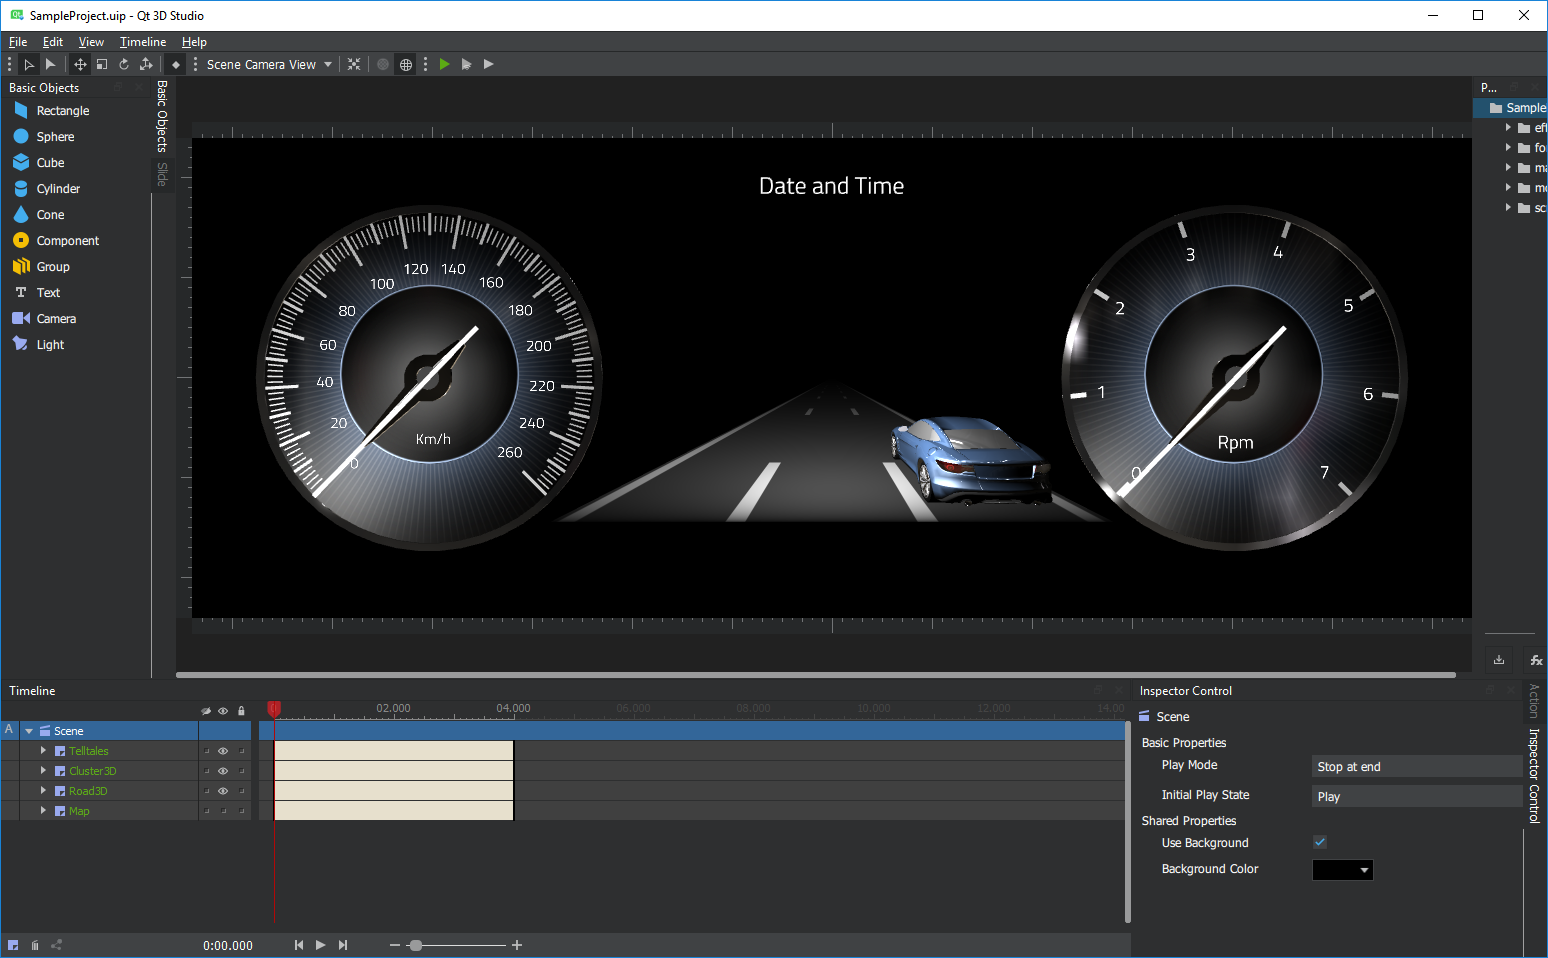 SampleProject.uip - Qt 3D Studio
File Edit View Timeline Help
Scene Camera View
Basic Objects
Rectangle
Sphere
Cube
Cylinder
Cone
Component
Group
Text
Camera
Light
Basic Objects
Slide
Date and Time
0
20
40
60
80
100
120
140
160
180
200
220
240
260
Km/h
0
1
2
3
4
5
6
7
Rpm
P...
Sample
ef
fo
ma
mo
sc
fx
Timeline
02.000 04.000 06.000 08.000 10.000 12.000 14.00
A Scene
Telltales
Cluster3D
Road3D
Map
0:00.000
Inspector Control
Scene
Basic Properties
Play Mode Stop at end
Initial Play State Play
Shared Properties
Use Background
Background Color
Action
Inspector Control